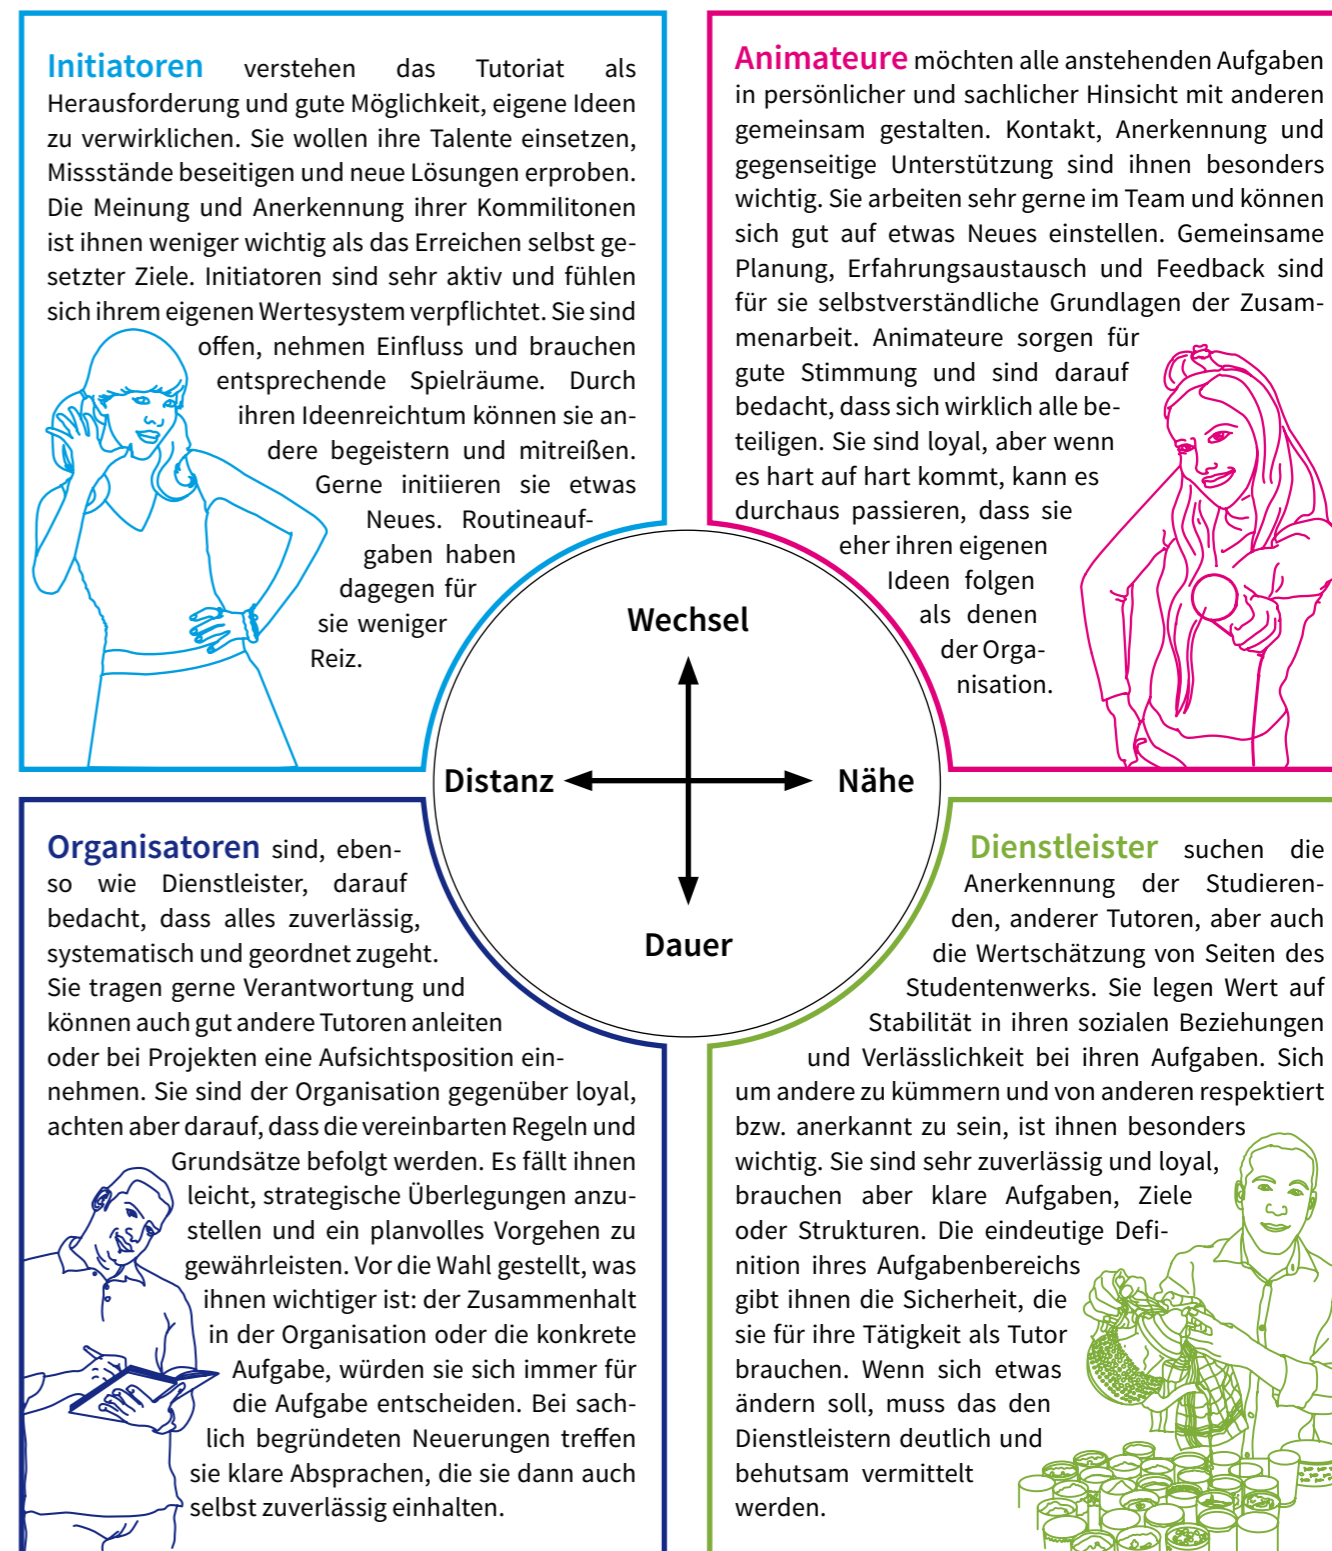 Initiatoren verstehen das Tutoriat als
Herausforderung und gute Möglichkeit, eigene Ideen
zu verwirklichen. Sie wollen ihre Talente einsetzen,
Missstände beseitigen und neue Lösungen erproben.
Die Meinung und Anerkennung ihrer Kommilitonen
ist ihnen weniger wichtig als das Erreichen selbst ge-
setzter Ziele. Initiatoren sind sehr aktiv und fühlen
sich ihrem eigenen Wertesystem verpflichtet. Sie sind
offen, nehmen Einfluss und brauchen
entsprechende Spielräume. Durch
ihren Ideenreichtum können sie an-
dere begeistern und mitreißen.
Gerne initiieren sie etwas
Neues. Routineauf-
gaben haben
dagegen für
sie weniger
Reiz.
Animateure möchten alle anstehenden Aufgaben
in persönlicher und sachlicher Hinsicht mit anderen
gemeinsam gestalten. Kontakt, Anerkennung und
gegenseitige Unterstützung sind ihnen besonders
wichtig. Sie arbeiten sehr gerne im Team und können
sich gut auf etwas Neues einstellen. Gemeinsame
Planung, Erfahrungsaustausch und Feedback sind
für sie selbstverständliche Grundlagen der Zusam-
menarbeit. Animateure sorgen für
gute Stimmung und sind darauf
bedacht, dass sich wirklich alle be-
teiligen. Sie sind loyal, aber wenn
es hart auf hart kommt, kann es
durchaus passieren, dass sie
eher ihren eigenen
Ideen folgen
als denen
der Orga-
nisation.
Wechsel
Distanz
Nähe
Dauer
Organisatoren sind, eben-
so wie Dienstleister, darauf
bedacht, dass alles zuverlässig,
systematisch und geordnet zugeht.
Sie tragen gerne Verantwortung und
können auch gut andere Tutoren anleiten
oder bei Projekten eine Aufsichtsposition ein-
nehmen. Sie sind der Organisation gegenüber loyal,
achten aber darauf, dass die vereinbarten Regeln und
Grundsätze befolgt werden. Es fällt ihnen
leicht, strategische Überlegungen anzu-
stellen und ein planvolles Vorgehen zu
gewährleisten. Vor die Wahl gestellt, was
ihnen wichtiger ist: der Zusammenhalt
in der Organisation oder die konkrete
Aufgabe, würden sie sich immer für
die Aufgabe entscheiden. Bei sach-
lich begründeten Neuerungen treffen
sie klare Absprachen, die sie dann auch
selbst zuverlässig einhalten.
Dienstleister suchen die
Anerkennung der Studieren-
den, anderer Tutoren, aber auch
die Wertschätzung von Seiten des
Studentenwerks. Sie legen Wert auf
Stabilität in ihren sozialen Beziehungen
und Verlässlichkeit bei ihren Aufgaben. Sich
um andere zu kümmern und von anderen respektiert
bzw. anerkannt zu sein, ist ihnen besonders
wichtig. Sie sind sehr zuverlässig und loyal,
brauchen aber klare Aufgaben, Ziele
oder Strukturen. Die eindeutige Defi-
nition ihres Aufgabenbereichs
gibt ihnen die Sicherheit, die
sie für ihre Tätigkeit als Tutor
brauchen. Wenn sich etwas
ändern soll, muss das den
Dienstleistern deutlich und
behutsam vermittelt
werden.